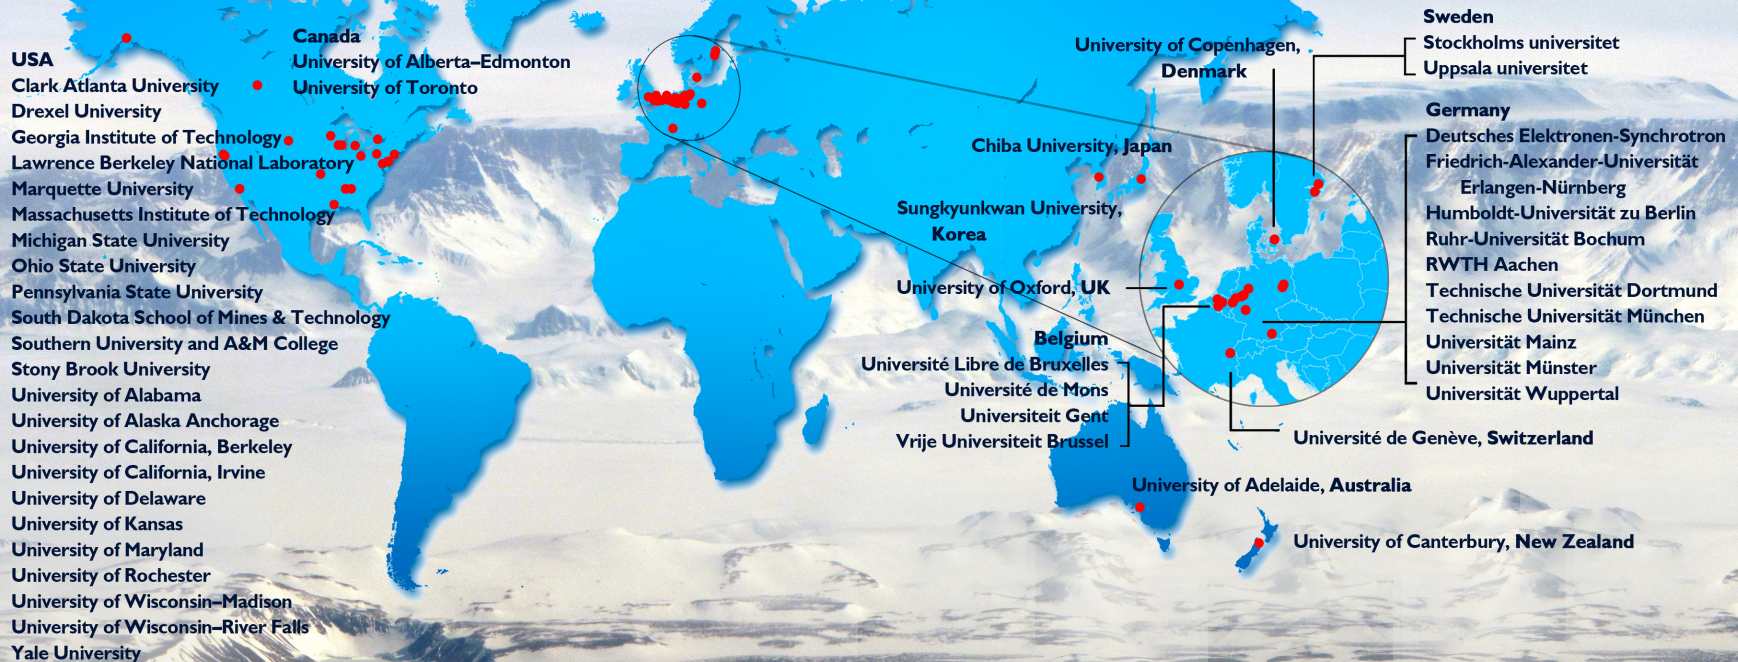 USA
Clark Atlanta University
Drexel University
Georgia Institute of Technology
Lawrence Berkeley National Laboratory
Marquette University
Massachusetts Institute of Technology
Michigan State University
Ohio State University
Pennsylvania State University
South Dakota School of Mines & Technology
Southern University and A&M College
Stony Brook University
University of Alabama
University of Alaska Anchorage
University of California, Berkeley
University of California, Irvine
University of Delaware
University of Kansas
University of Maryland
University of Rochester
University of Wisconsin–Madison
University of Wisconsin–River Falls
Yale University
Canada
University of Alberta–Edmonton
University of Toronto
University of Copenhagen,
Denmark
Chiba University, Japan
Sungkyunkwan University,
Korea
University of Oxford, UK
Belgium
Université Libre de Bruxelles
Université de Mons
Universiteit Gent
Vrije Universiteit Brussel
Sweden
Stockholms universitet
Uppsala universitet
Germany
Deutsches Elektronen-Synchrotron
Friedrich-Alexander-Universität
Erlangen-Nürnberg
Humboldt-Universität zu Berlin
Ruhr-Universität Bochum
RWTH Aachen
Technische Universität Dortmund
Technische Universität München
Universität Mainz
Universität Münster
Universität Wuppertal
Université de Genève, Switzerland
University of Adelaide, Australia
University of Canterbury, New Zealand